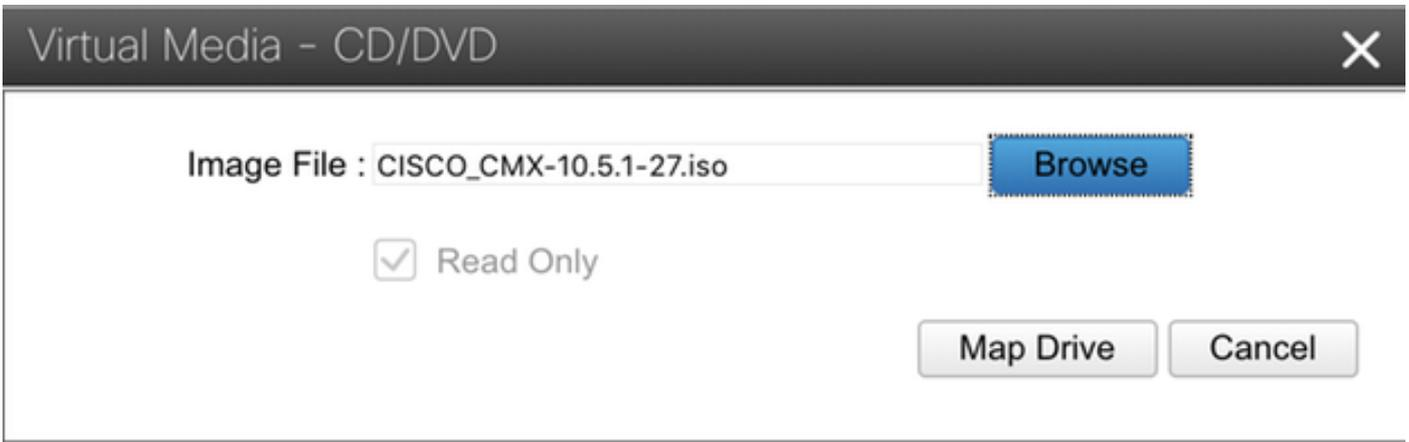 Virtual Media - CD/DVD
Image File : CISCO_CMX-10.5.1-27.iso Browse
Read Only
Map Drive Cancel